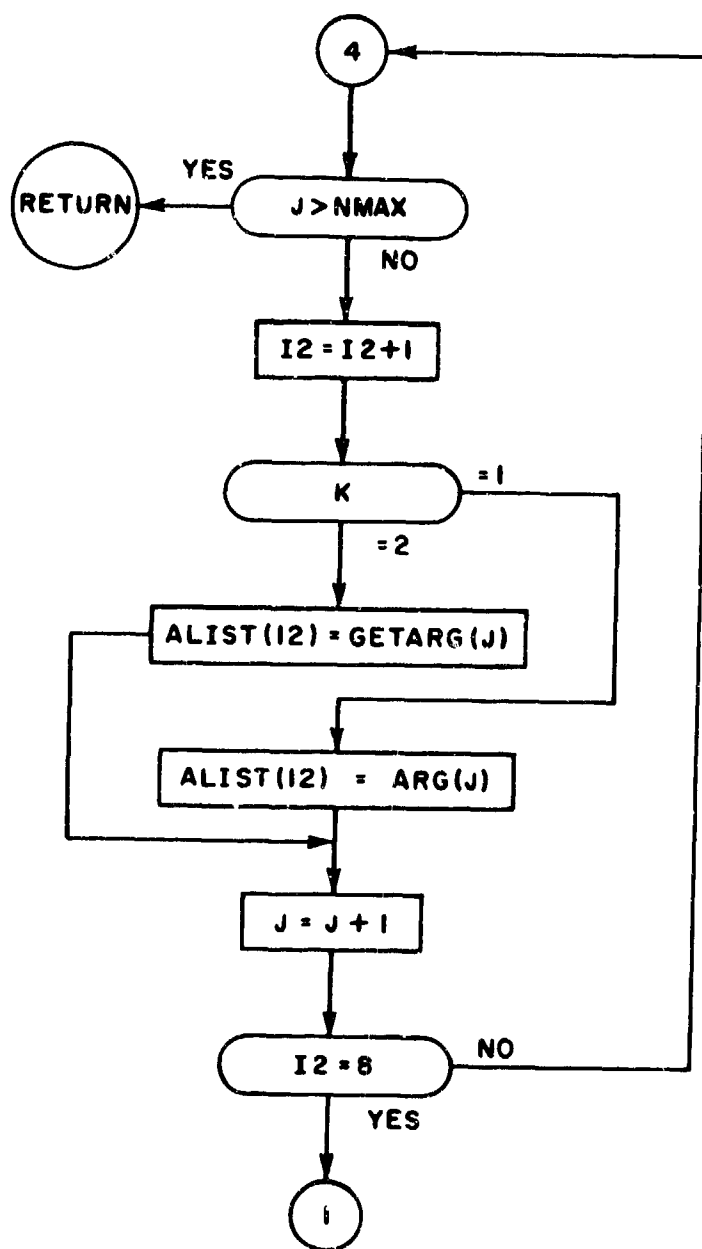 4
YES
RETURN
J > NMAX
NO
I2 = I2+1
K
=1
=2
ALIST(I2) = GETARG(J)
ALIST(I2) = ARG(J)
J = J + 1
I2 = 8
NO
YES
1